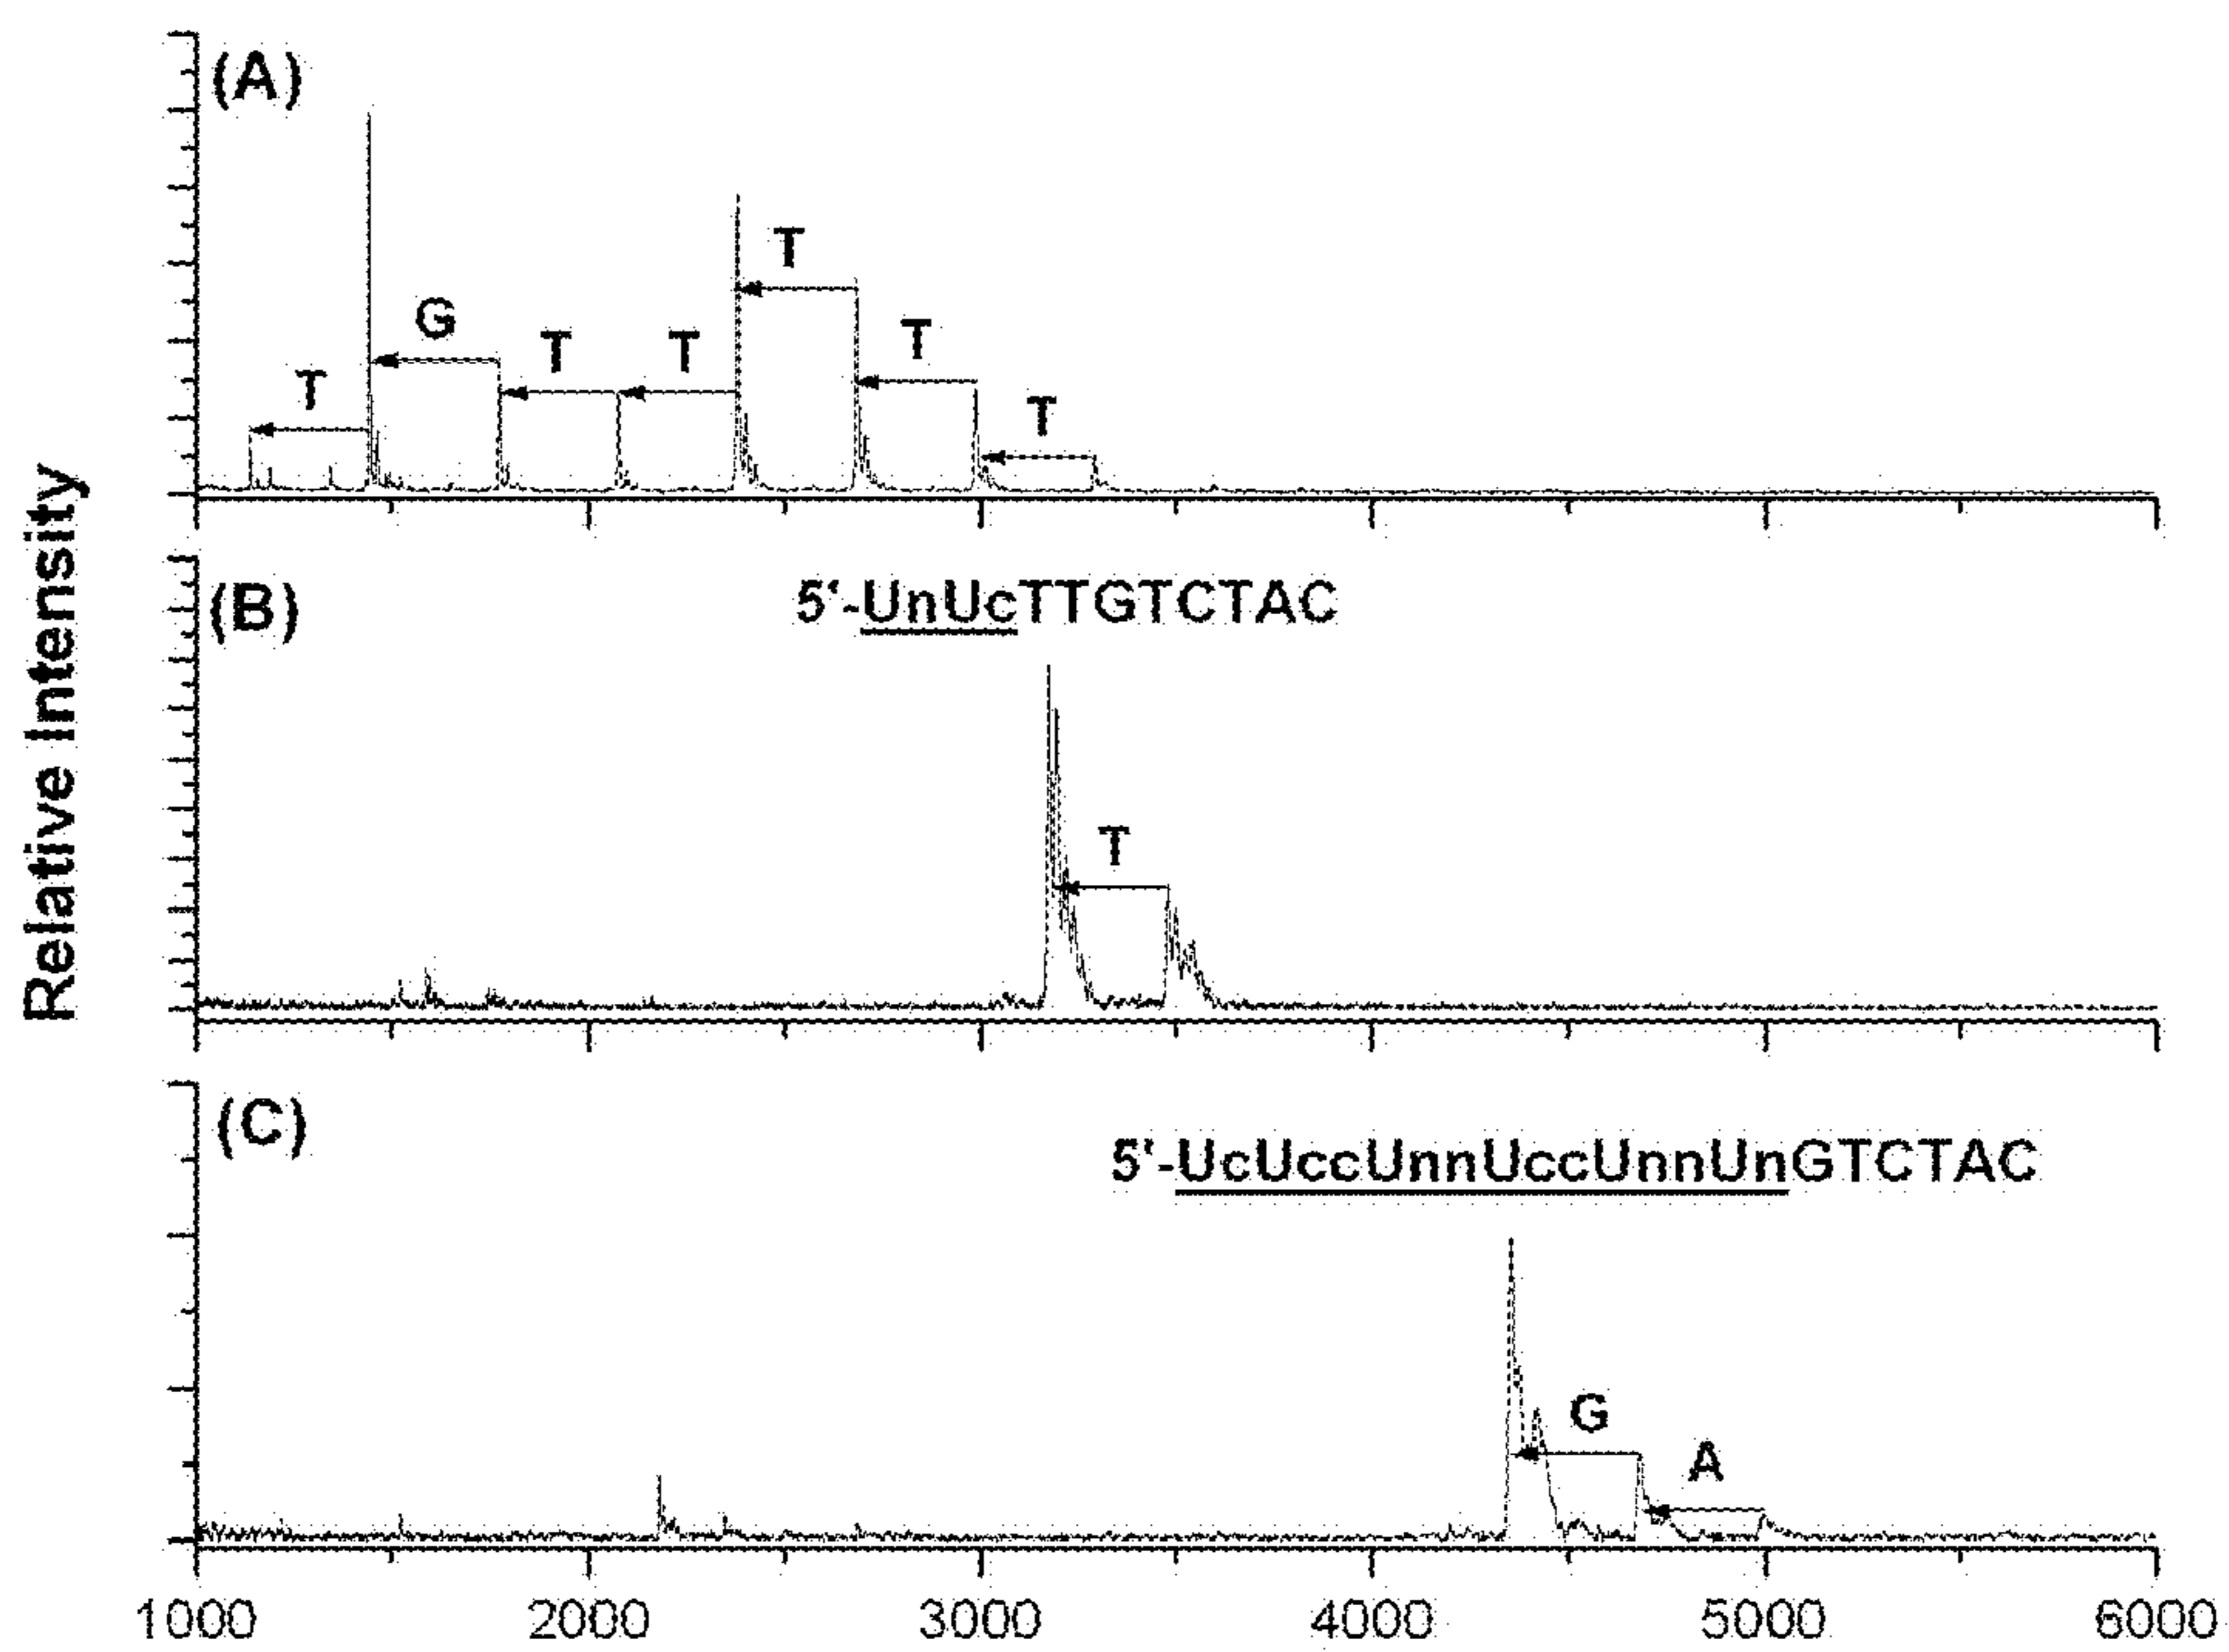 Relative Intensity
(A)
T
G
T
T
T
T
T
(B)
5'-UnUcTTGTCTAC
T
(C)
5'-UcUccUnnUccUnnUnGTCTAC
G
A
1000 2000 3000 4000 5000 6000